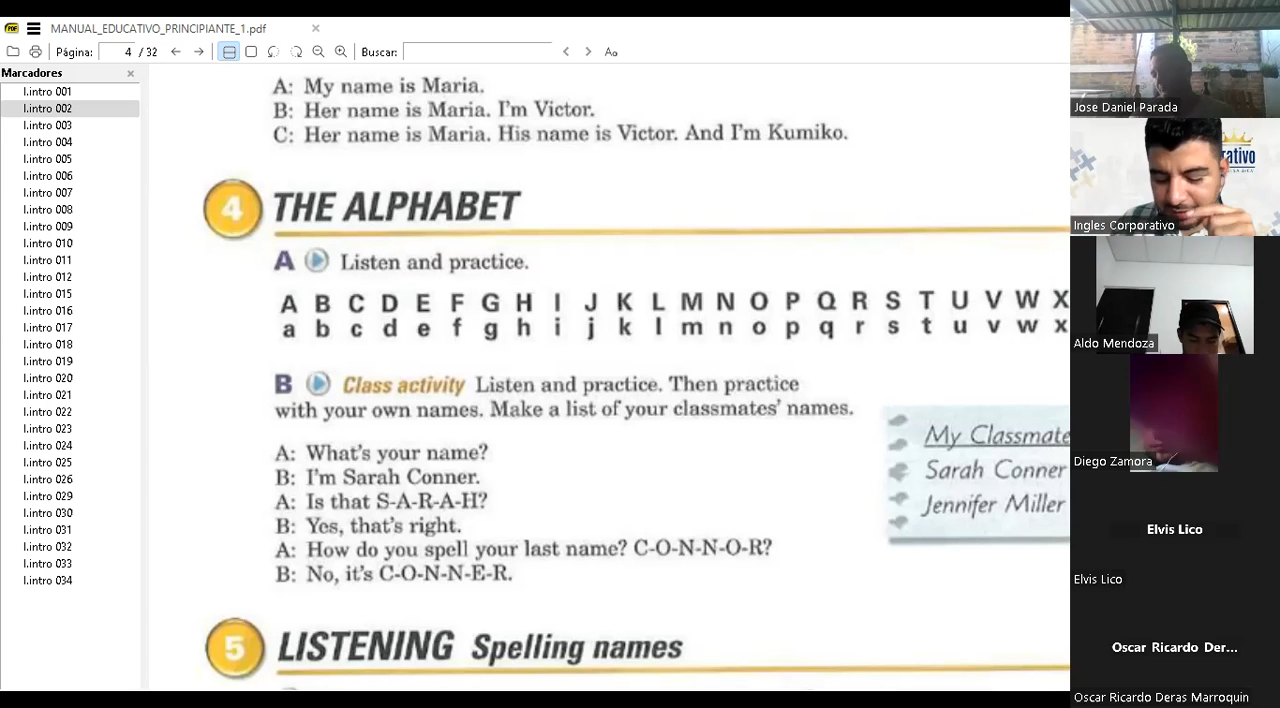 MANUAL_EDUCATIVO_PRINCIPIANTE_1.pdf
Página: 4 / 32 Buscar: Aa
Marcadores
I.intro 001
I.intro 002
I.intro 003
I.intro 004
I.intro 005
I.intro 006
I.intro 007
I.intro 008
I.intro 009
I.intro 010
I.intro 011
I.intro 012
I.intro 015
I.intro 016
I.intro 017
I.intro 018
I.intro 019
I.intro 020
I.intro 021
I.intro 022
I.intro 023
I.intro 024
I.intro 025
I.intro 026
I.intro 029
I.intro 030
I.intro 031
I.intro 032
I.intro 033
I.intro 034
A: My name is Maria.
B: Her name is Maria. I'm Victor.
C: Her name is Maria. His name is Victor. And I'm Kumiko.
4 THE ALPHABET
A Listen and practice.
A B C D E F G H I J K L M N O P Q R S T U V W X
a b c d e f g h i j k l m n o p q r s t u v w x
B Class activity Listen and practice. Then practice
with your own names. Make a list of your classmates' names.
A: What's your name?
B: I'm Sarah Conner.
A: Is that S-A-R-A-H?
B: Yes, that's right.
A: How do you spell your last name? C-O-N-N-O-R?
B: No, it's C-O-N-N-E-R.
My Classmate
Sarah Conner
Jennifer Miller
5 LISTENING Spelling names
Jose Daniel Parada
rativo
Ingles Corporativo
Aldo Mendoza
Diego Zamora
Elvis Lico
Elvis Lico
Oscar Ricardo Der...
Oscar Ricardo Deras Marroquin